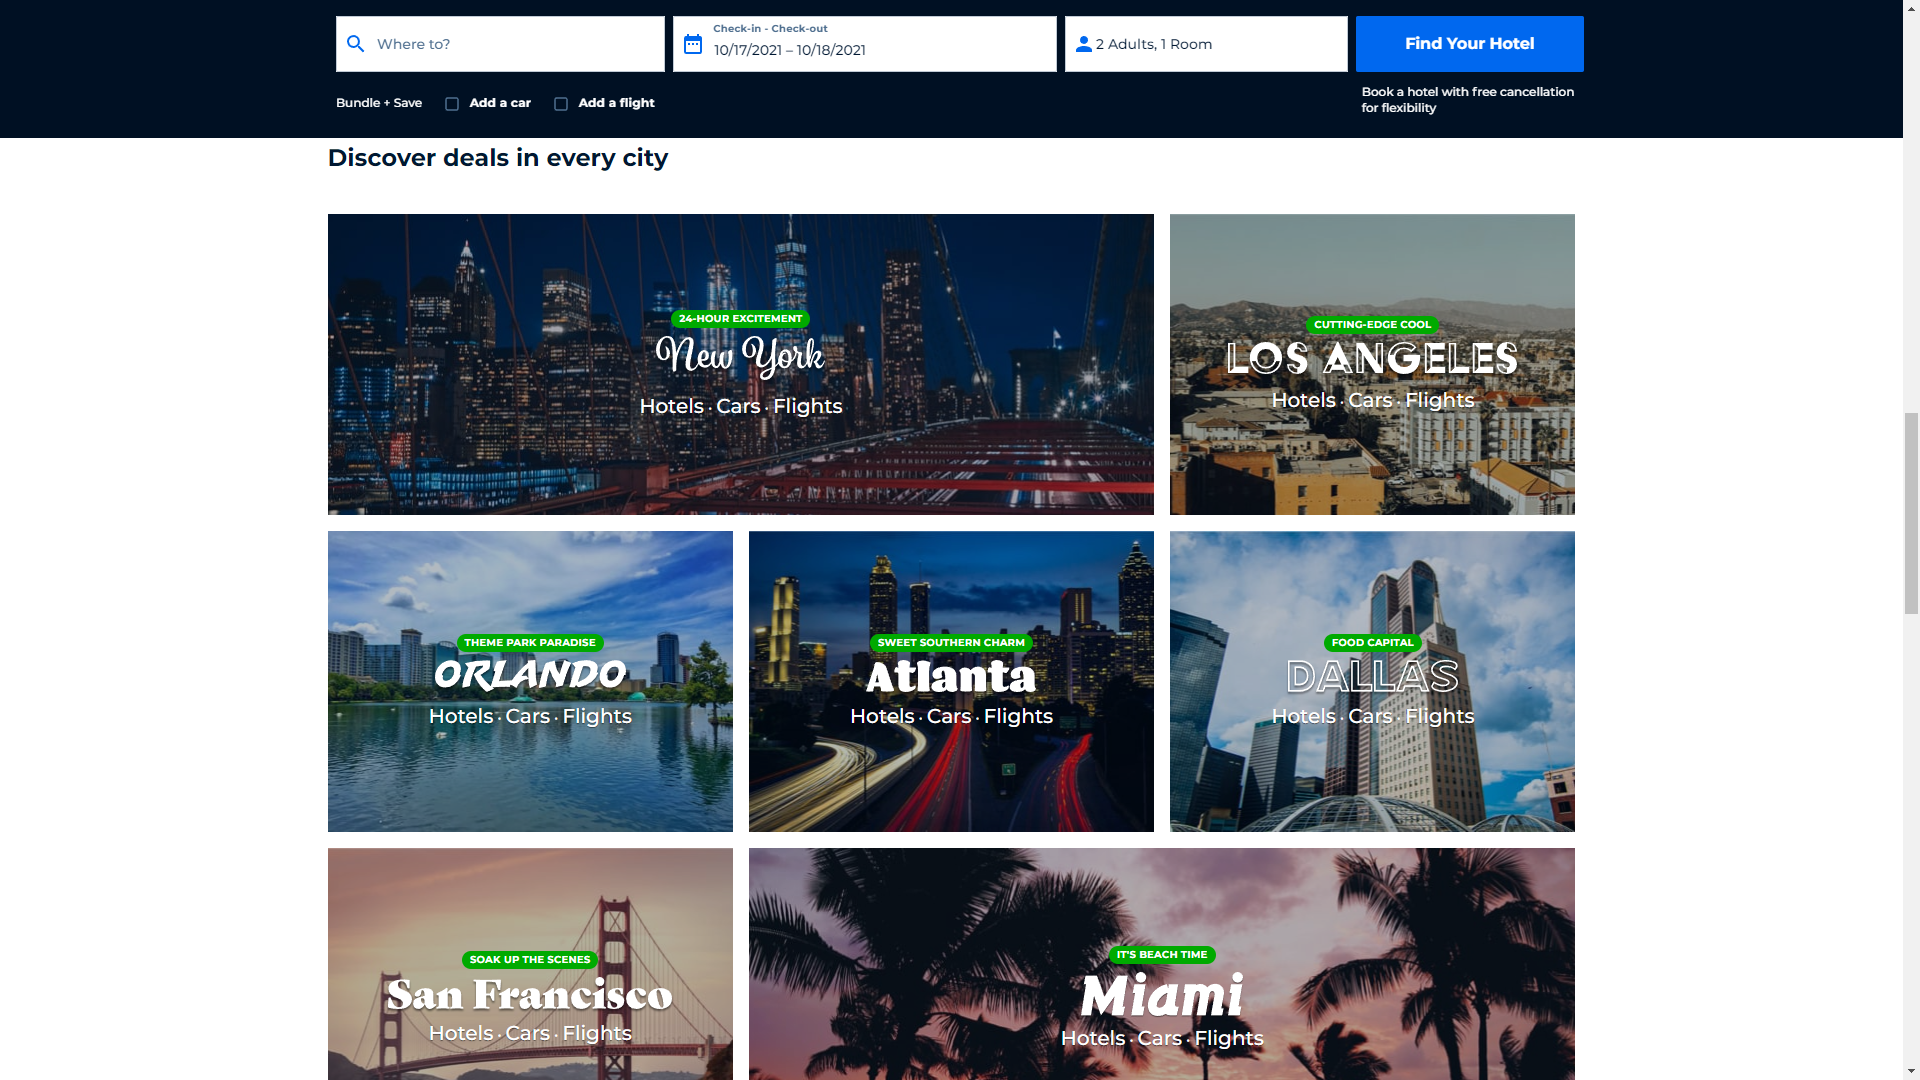 Where to?
Check-in - Check-out
10/17/2021 – 10/18/2021
2 Adults, 1 Room
Find Your Hotel
Bundle + Save
Add a car
Add a flight
Book a hotel with free cancellation
for flexibility
Discover deals in every city
24-HOUR EXCITEMENT
New York
Hotels · Cars · Flights
CUTTING-EDGE COOL
LOS ANGELES
Hotels · Cars · Flights
THEME PARK PARADISE
ORLANDO
Hotels · Cars · Flights
SWEET SOUTHERN CHARM
Atlanta
Hotels · Cars · Flights
FOOD CAPITAL
DALLAS
Hotels · Cars · Flights
SOAK UP THE SCENES
San Francisco
Hotels · Cars · Flights
IT'S BEACH TIME
Miami
Hotels · Cars · Flights